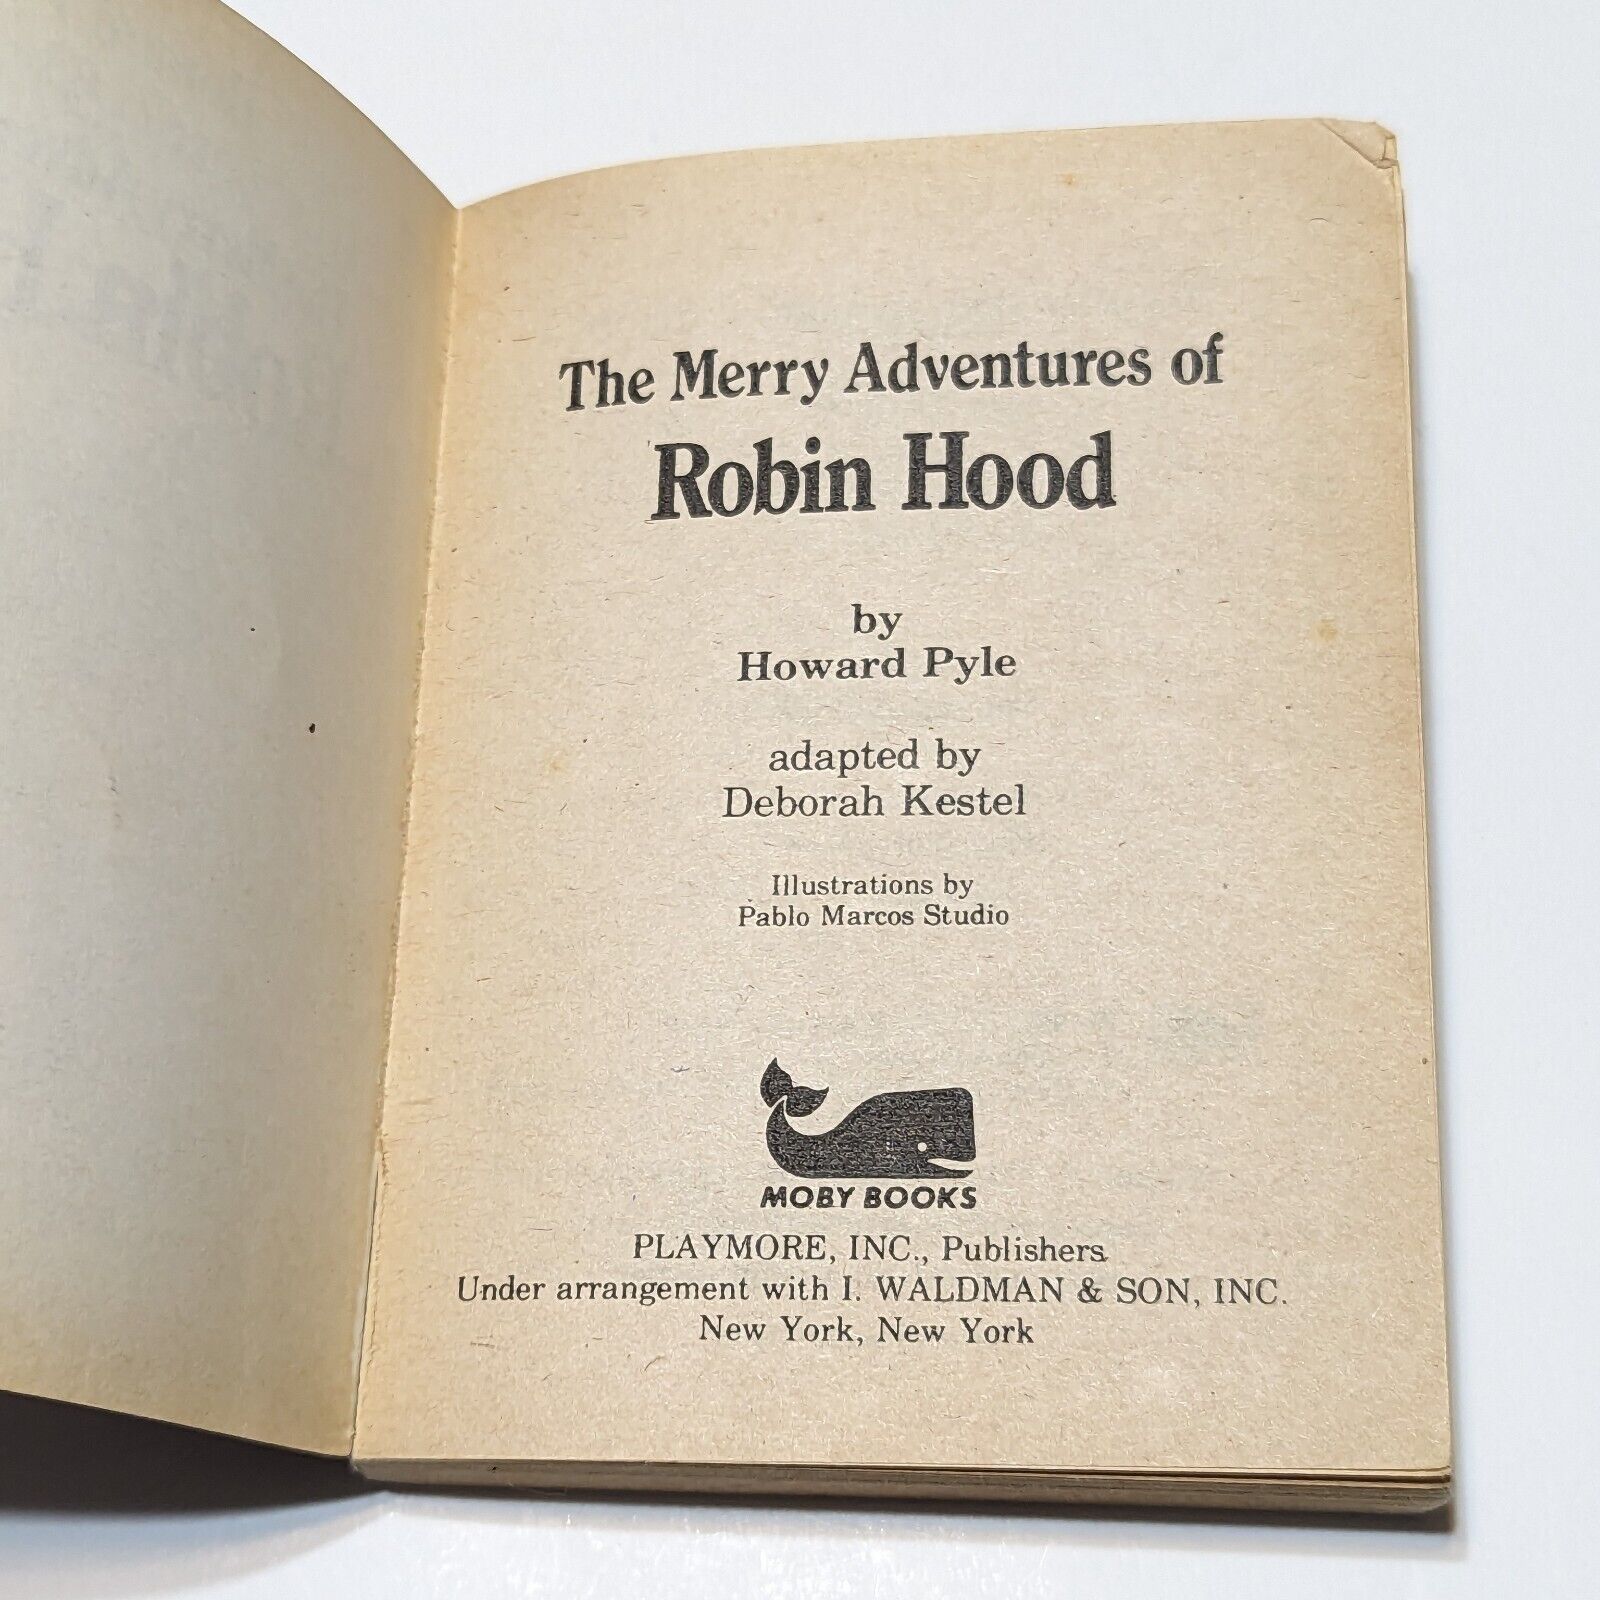 The Merry Adventures of
Robin Hood
by
Howard Pyle
adapted by
Deborah Kestel
Illustrations by
Pablo Marcos Studio
MOBY BOOKS
PLAYMORE, INC., Publishers
Under arrangement with I. WALDMAN & SON, INC.
New York, New York